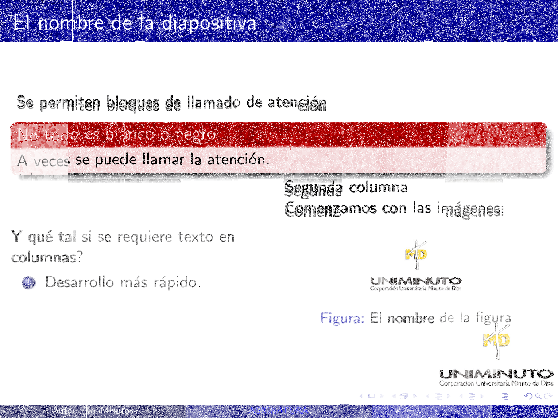 El nombre de la diapositiva
Se permiten bloques de llamado de atención
No todo es blanco o negro
A veces se puede llamar la atención.
Segunda columna
Comenzamos con las imágenes:
Y qué tal si se requiere texto en
columnas?
Desarrollo más rápido.
UNIMINUTO
Corporación Universitaria Minuto de Dios
Figura: El nombre de la figura
UNIMINUTO
Corporación Universitaria Minuto de Dios